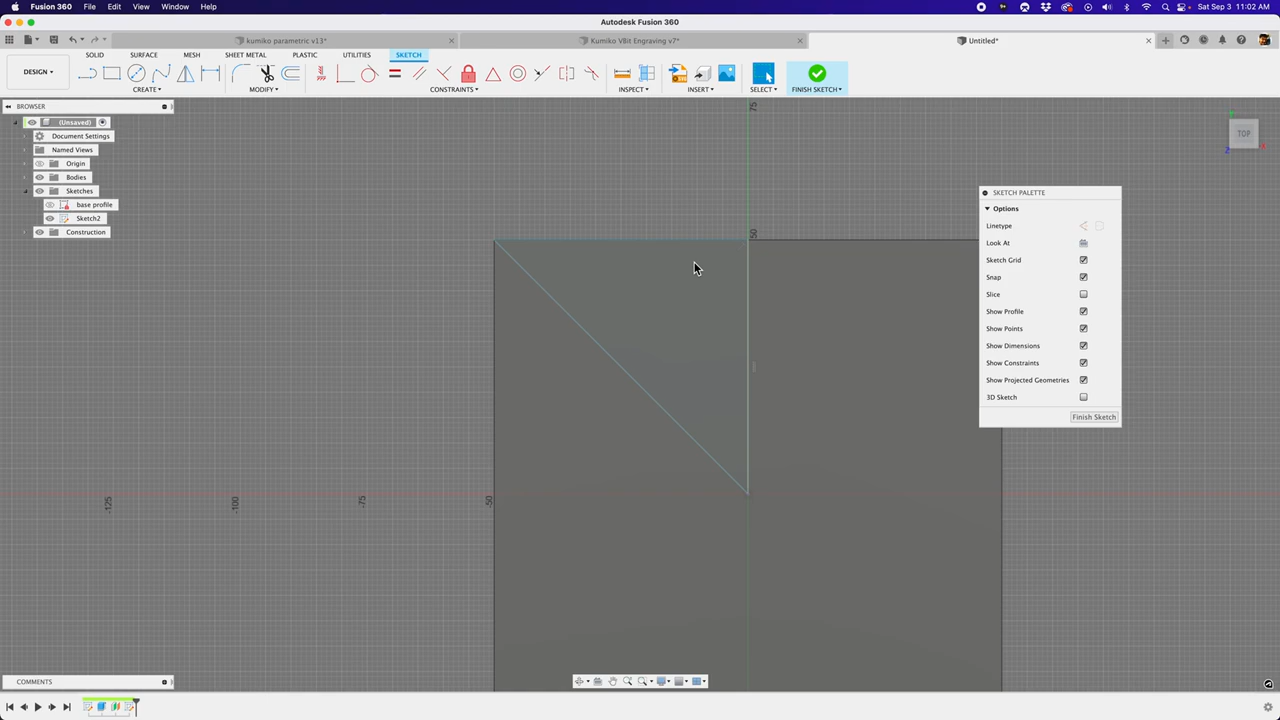 Fusion 360 File Edit View Window Help Sat Sep 3 11:02 AM
Autodesk Fusion 360
kumiko parametric v13* Kumiko VBit Engraving v7* Untitled*
SOLID SURFACE MESH SHEET METAL PLASTIC UTILITIES SKETCH
DESIGN
CREATE MODIFY CONSTRAINTS INSPECT INSERT SELECT FINISH SKETCH
BROWSER
(Unsaved)
Document Settings
Named Views
Origin
Bodies
Sketches
base profile
Sketch2
Construction
75
TOP
X
Z
SKETCH PALETTE
Options
Linetype
Look At
Sketch Grid
Snap
Slice
Show Profile
Show Points
Show Dimensions
Show Constraints
Show Projected Geometries
3D Sketch
Finish Sketch
50
-125 -100 -75 -50
COMMENTS